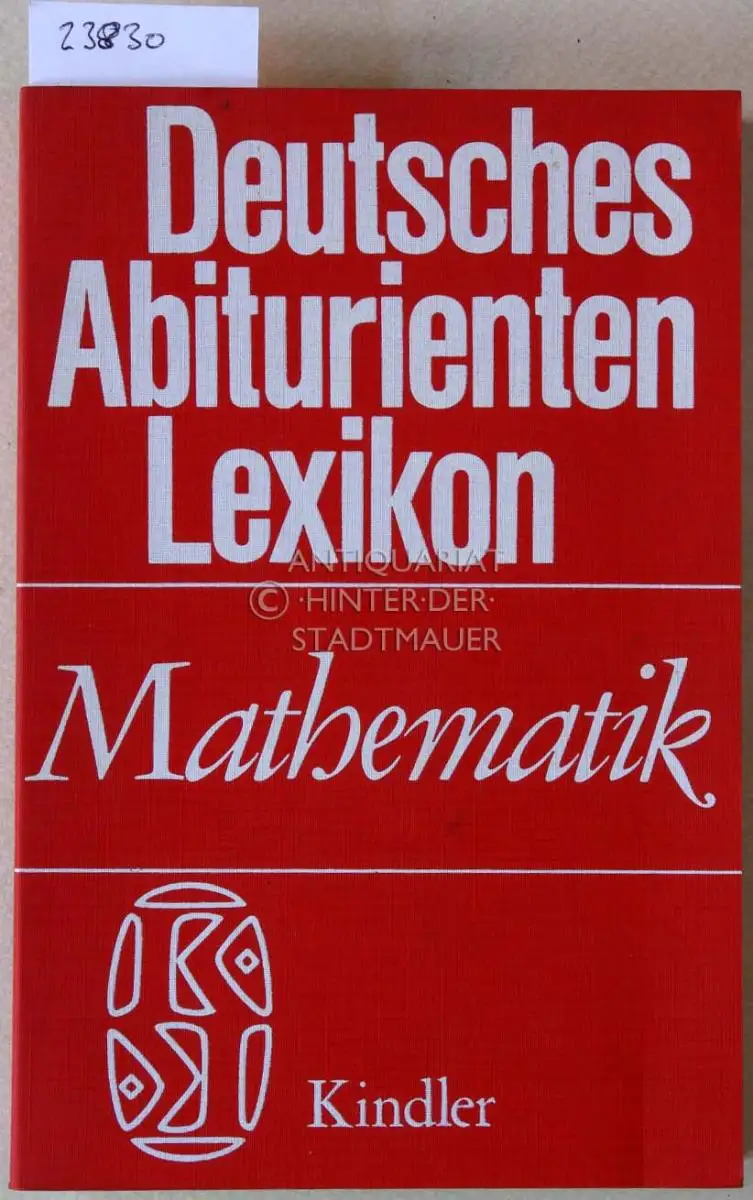 23830
Deutsches
Abiturienten
Lexikon
ANTIQUARIAT
© ·HINTER·DER·
STADTMAUER
Mathematik
Kindler